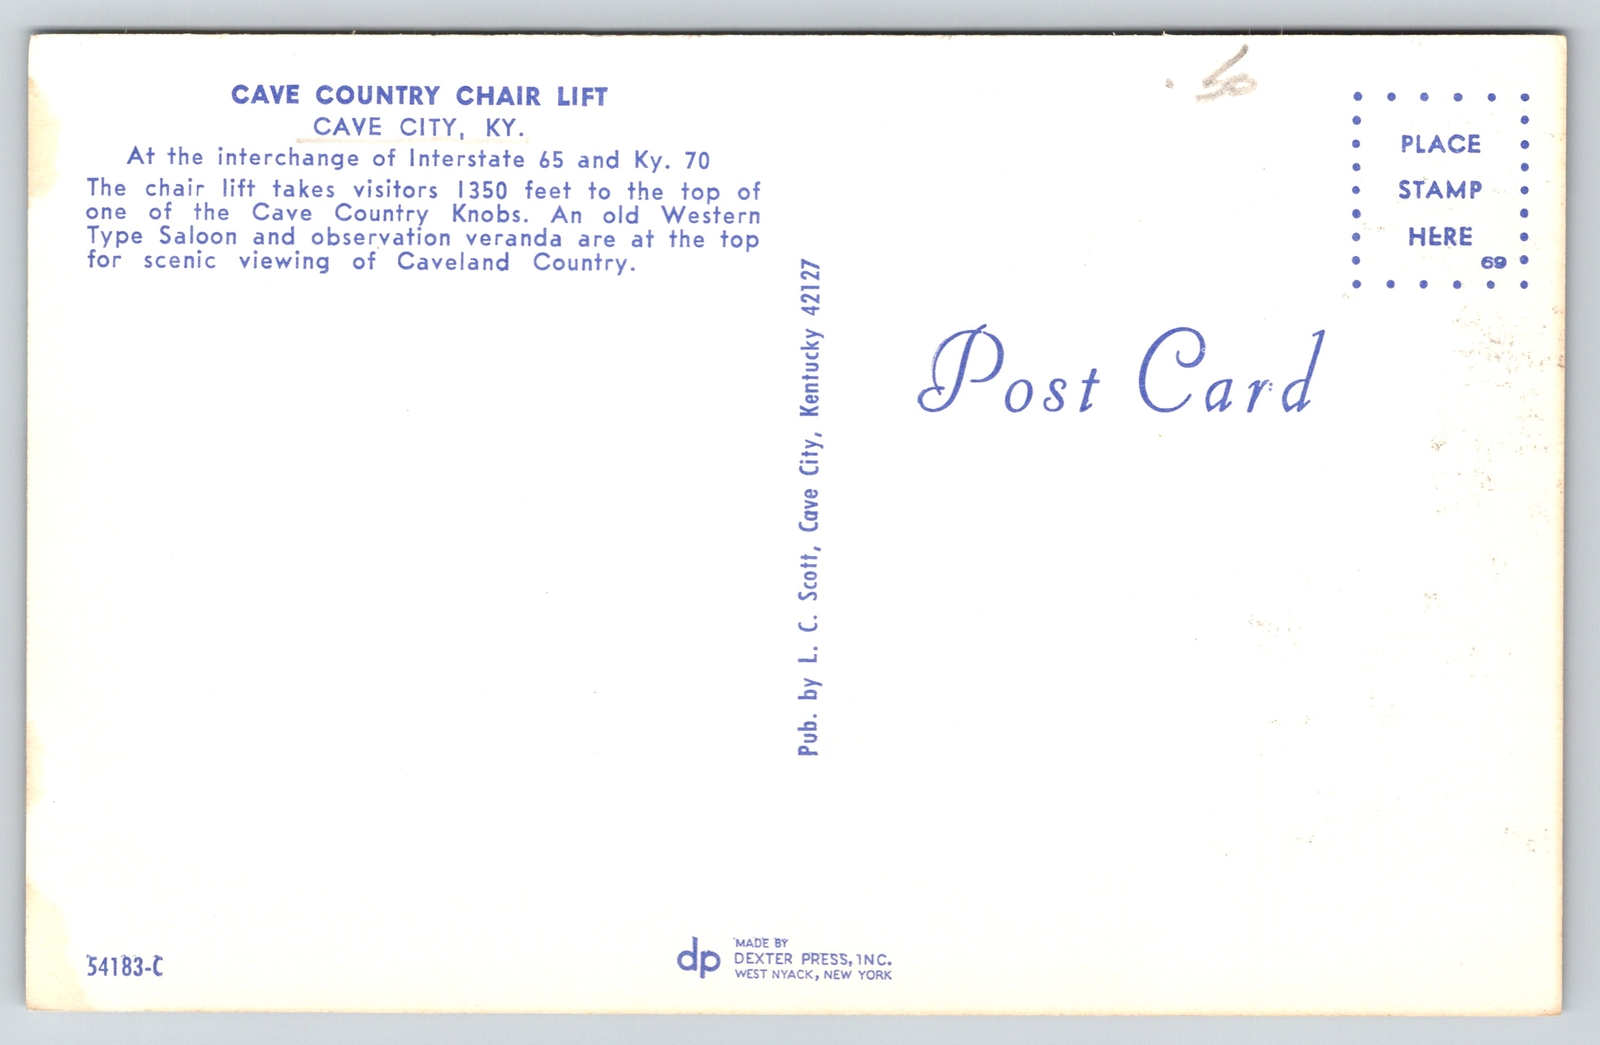 CAVE COUNTRY CHAIR LIFT
CAVE CITY, KY.
At the interchange of Interstate 65 and Ky. 70
The chair lift takes visitors 1350 feet to the top of
one of the Cave Country Knobs. An old Western
Type Saloon and observation veranda are at the top
for scenic viewing of Caveland Country.
54183-C
Pub. by L. C. Scott, Cave City, Kentucky 42127
dp
MADE BY
DEXTER PRESS, INC.
WEST NYACK, NEW YORK
.50
PLACE
STAMP
HERE
69
Post Card